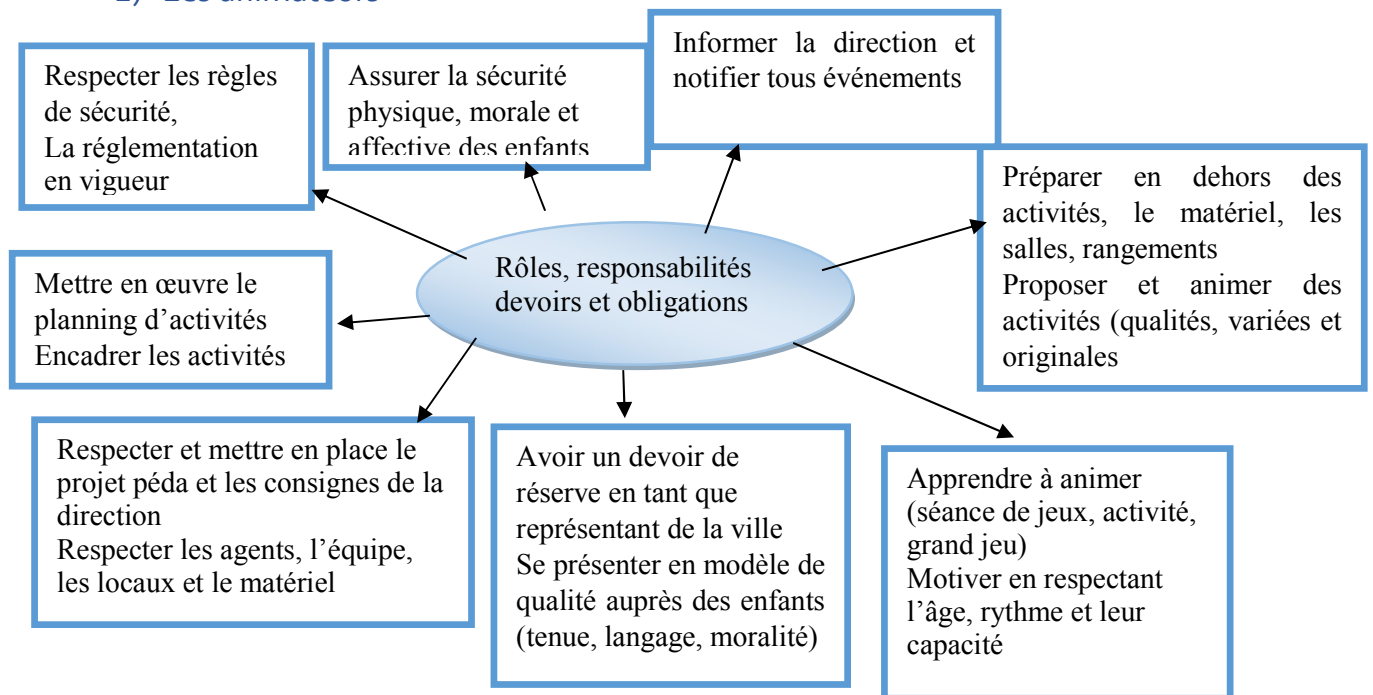 Respecter les règles
de sécurité,
La réglementation
en vigueur
Assurer la sécurité
physique, morale et
affective des enfants
Informer la direction et
notifier tous événements
Préparer en dehors des
activités, le matériel, les
salles, rangements
Proposer et animer des
activités (qualités, variées et
originales
Rôles, responsabilités
devoirs et obligations
Mettre en œuvre le
planning d’activités
Encadrer les activités
Respecter et mettre en place le
projet péda et les consignes de la
direction
Respecter les agents, l’équipe,
les locaux et le matériel
Avoir un devoir de
réserve en tant que
représentant de la ville
Se présenter en modèle de
qualité auprès des enfants
(tenue, langage, moralité)
Apprendre à animer
(séance de jeux, activité,
grand jeu)
Motiver en respectant
l’âge, rythme et leur
capacité